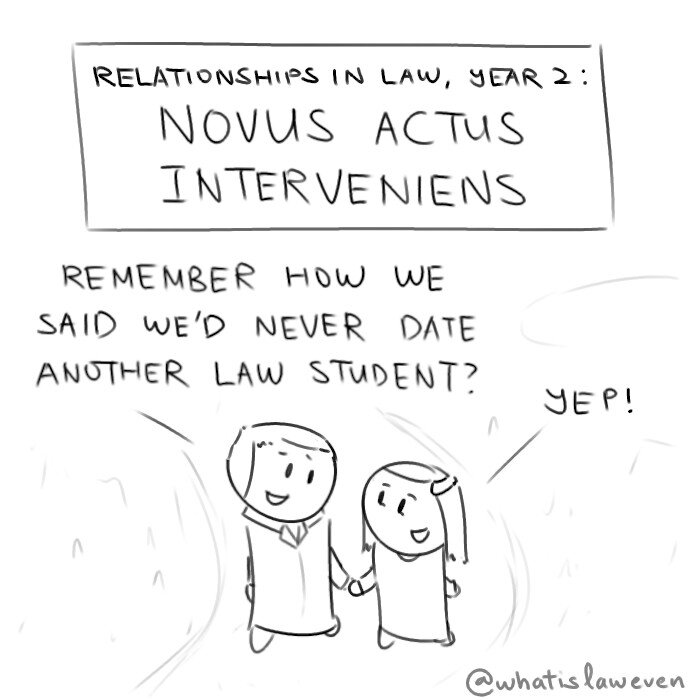 RELATIONSHIPS IN LAW, YEAR 2:
NOVUS ACTUS
INTERVENIENS
REMEMBER HOW WE
SAID WE'D NEVER DATE
ANOTHER LAW STUDENT?
YEP!
@whatislaweven